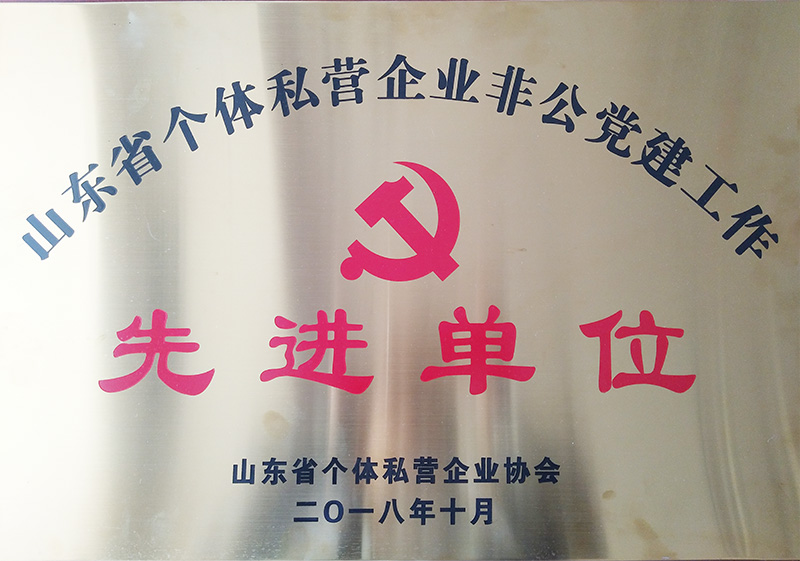 山东省个体私营企业非公党建工作
先进单位
山东省个体私营企业协会
二〇一八年十月